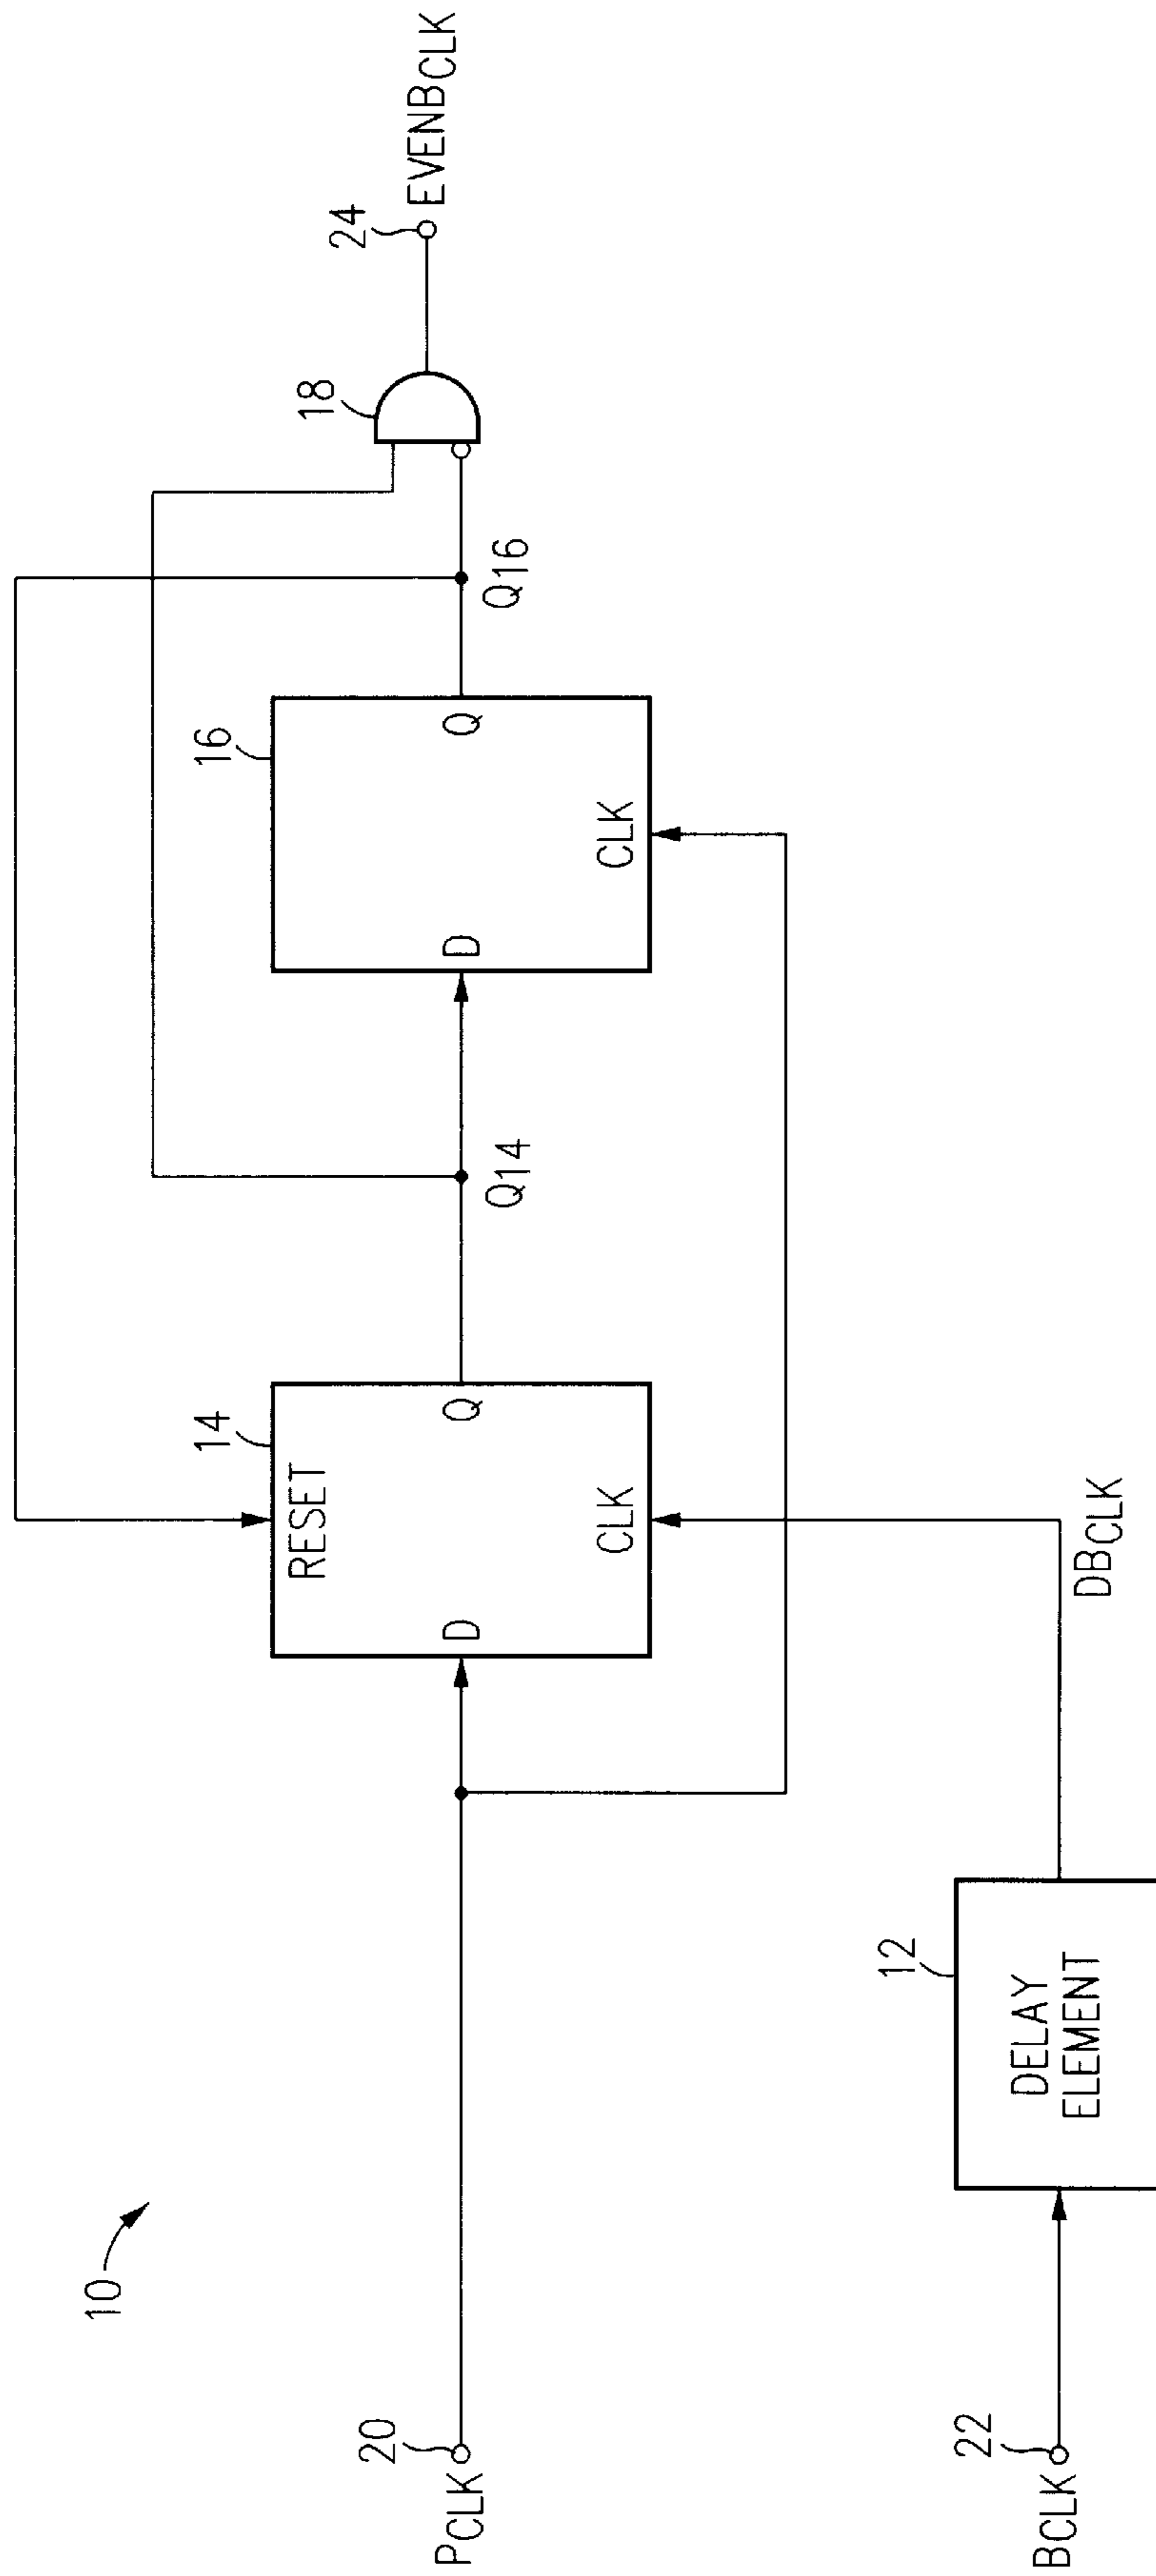 10
PCLK
20
BCLK
22
DELAY
ELEMENT
12
DBCLK
14
RESET
D
Q
CLK
Q14
16
D
Q
CLK
Q16
18
24
EVENBCLK